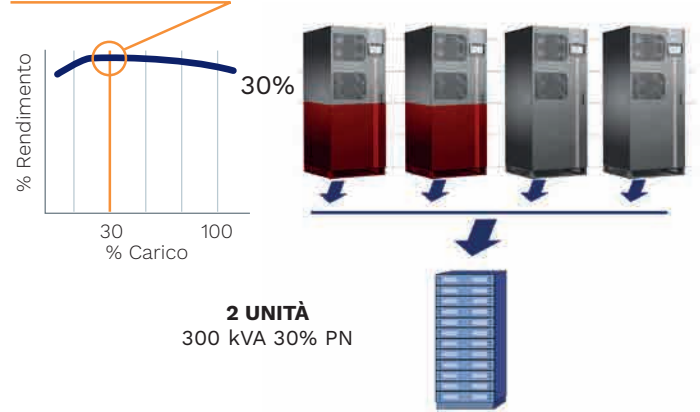 % Rendimento
30%
30
100
% Carico
2 UNITÀ
300 kVA 30% PN